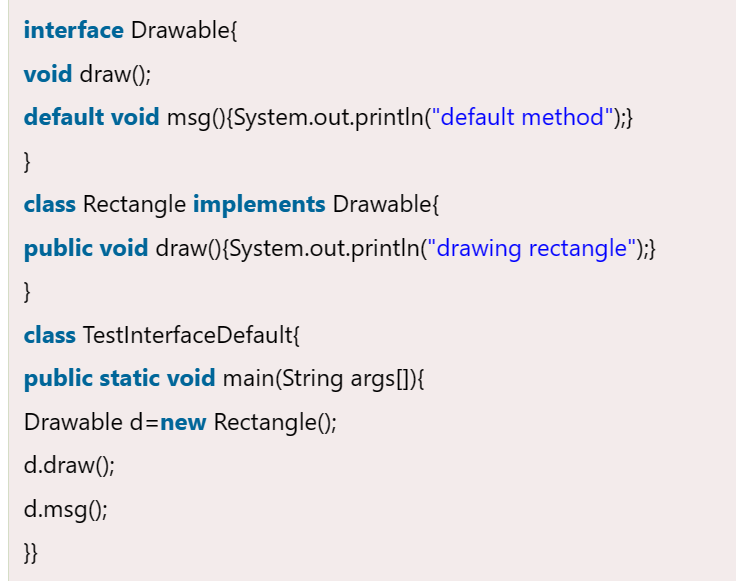 interface Drawable{
void draw();
default void msg(){System.out.println("default method");}
}
class Rectangle implements Drawable{
public void draw(){System.out.println("drawing rectangle");}
}
class TestInterfaceDefault{
public static void main(String args[]){
Drawable d=new Rectangle();
d.draw();
d.msg();
}}